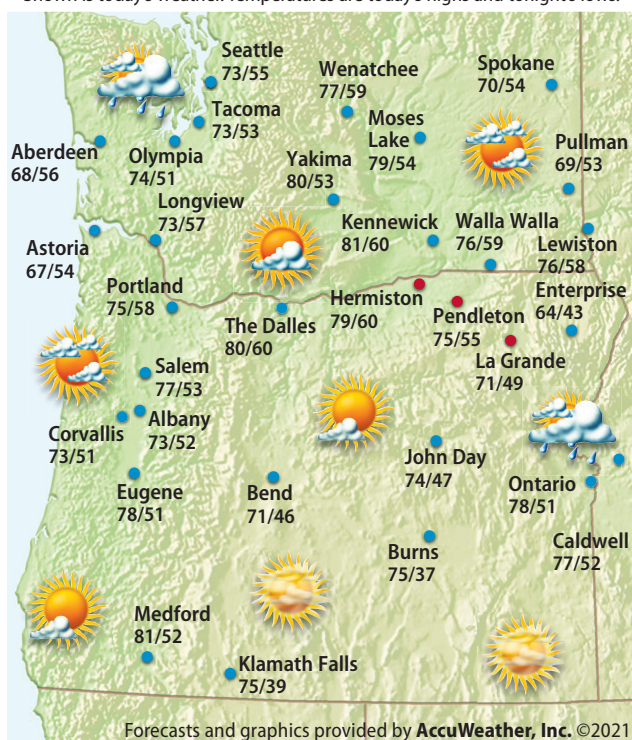 Shown is today's weather. Temperatures are today's highs and tonight's lows.
Seattle
73/55
Wenatchee
77/59
Spokane
70/54
Tacoma
73/53
Moses
Lake
79/54
Aberdeen
68/56
Olympia
74/51
Yakima
80/53
Pullman
69/53
Longview
73/57
Kennewick
81/60
Walla Walla
76/59
Lewiston
76/58
Astoria
67/54
Portland
75/58
The Dalles
80/60
Hermiston
79/60
Pendleton
75/55
Enterprise
64/43
La Grande
71/49
Salem
77/53
Albany
73/52
Corvallis
73/51
John Day
74/47
Eugene
78/51
Bend
71/46
Ontario
78/51
Burns
75/37
Caldwell
77/52
Medford
81/52
Klamath Falls
75/39
Forecasts and graphics provided by AccuWeather, Inc. ©2021